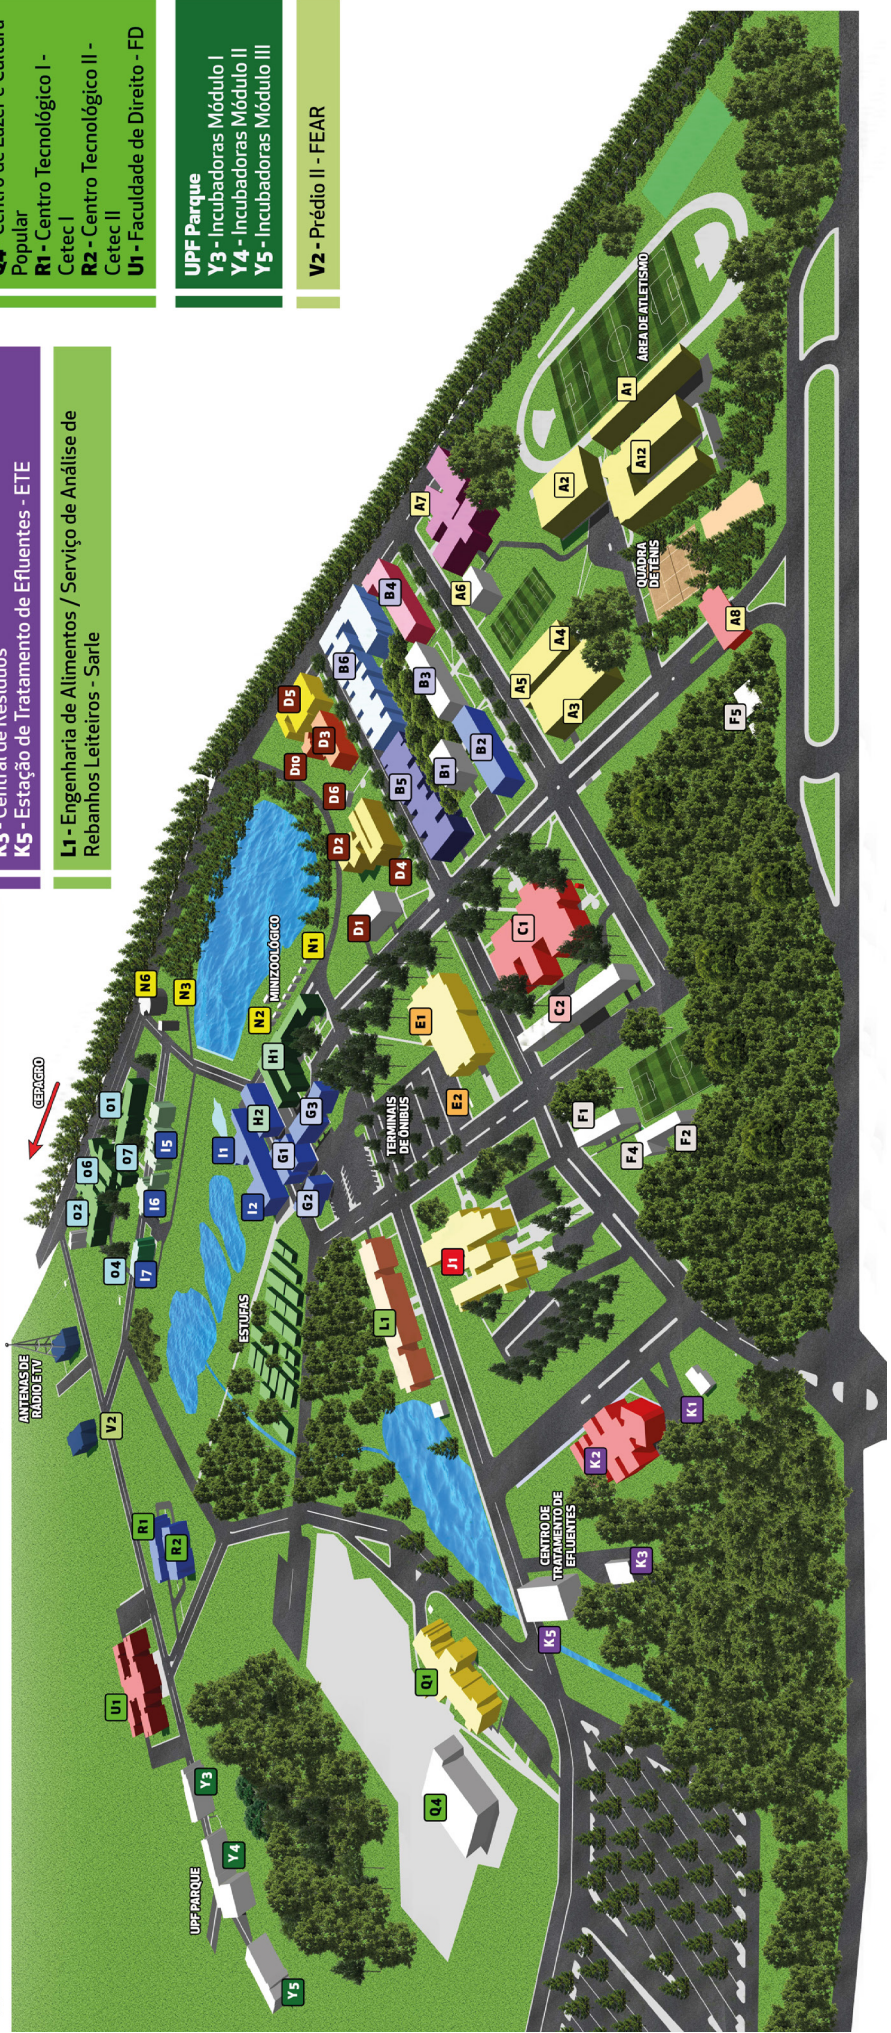 Popular
R1 - Centro Tecnológico I -
Cetec I
R2 - Centro Tecnológico II -
Cetec II
U1 - Faculdade de Direito - FD
UPF Parque
Y3 - Incubadoras Módulo I
Y4 - Incubadoras Módulo II
Y5 - Incubadoras Módulo III
V2 - Prédio II - FEAR
K5 - Estação de Tratamento de Efluentes - ETE
L1 - Engenharia de Alimentos / Serviço de Análise de
Rebanhos Leiteiros - Sarle
CEPAGRO
ANTENAS DE
RÁDIO E TV
UPF PARQUE
ESTUFAS
MINIZOOLÓGICO
TERMINAIS
DE ÔNIBUS
CENTRO DE
TRATAMENTO DE
EFLUENTES
QUADRA
DE TÊNIS
ÁREA DE ATLETISMO
Y5
Y4
Y3
U1
R1
R2
V2
Q4
Q1
K5
K3
K2
K1
L1
J1
I7
I6
I5
O4
O2
O6
O7
O1
I2
I1
H2
H1
G1
G2
G3
N6
N3
N2
N1
E1
E2
F1
F4
F2
F5
C1
C2
D1
D2
D4
D6
D10
D3
D5
B5
B6
B1
B2
B3
B4
A7
A6
A5
A4
A3
A8
A2
A12
A1